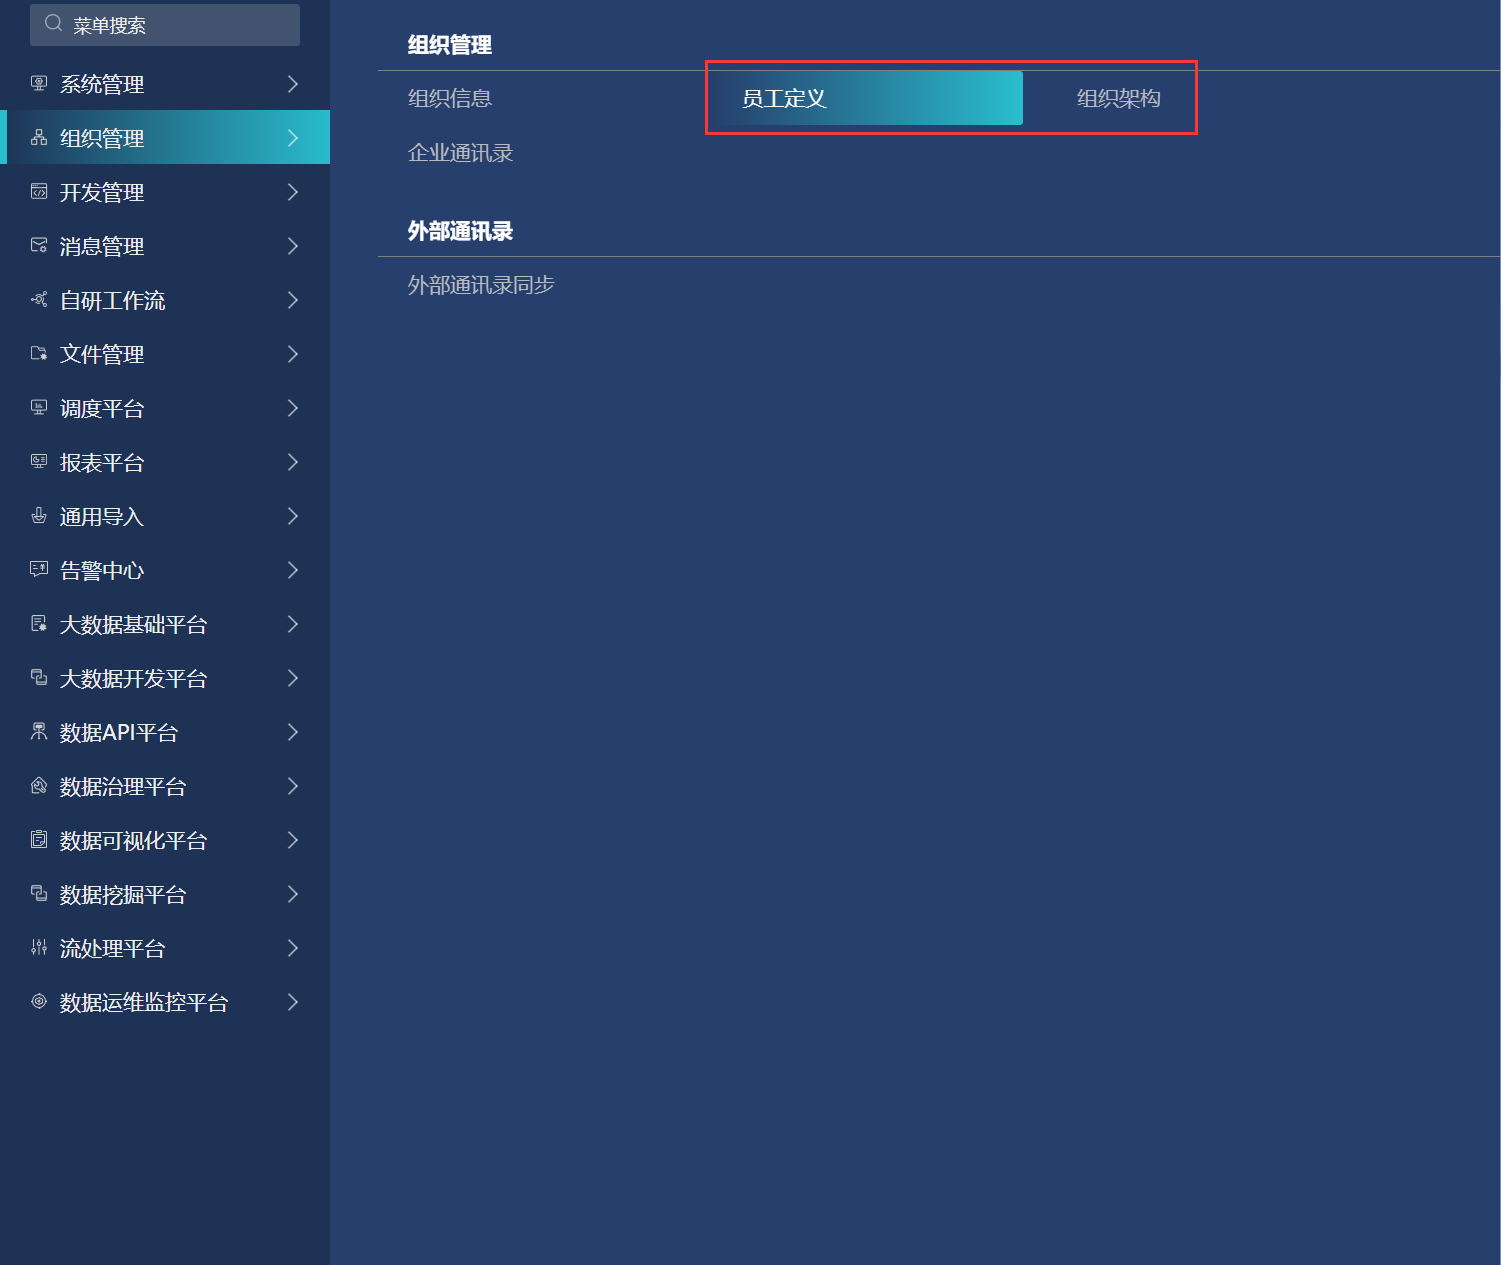 菜单搜索
系统管理
组织管理
开发管理
消息管理
自研工作流
文件管理
调度平台
报表平台
通用导入
告警中心
大数据基础平台
大数据开发平台
数据API平台
数据治理平台
数据可视化平台
数据挖掘平台
流处理平台
数据运维监控平台
组织管理
组织信息 员工定义 组织架构
企业通讯录
外部通讯录
外部通讯录同步